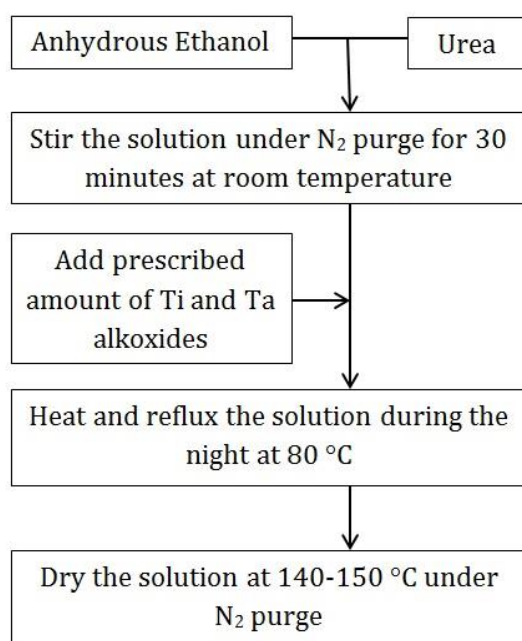 Anhydrous Ethanol
Urea
Stir the solution under N₂ purge for 30
minutes at room temperature
Add prescribed
amount of Ti and Ta
alkoxides
Heat and reflux the solution during the
night at 80 °C
Dry the solution at 140-150 °C under
N₂ purge